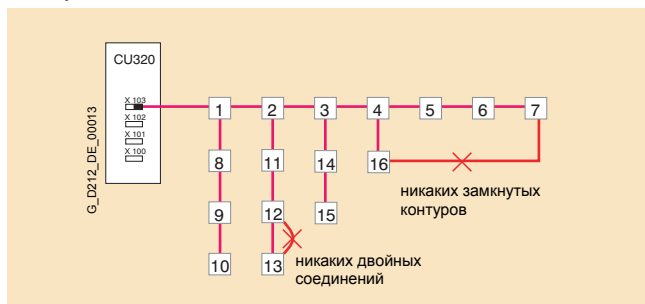 CU320
X 103
X 102
X 101
X 100
G_D212_DE_00013
1 2 3 4 5 6 7
8 11 14 16
никаких замкнутых
контуров
9 12 15
10 13
никаких двойных
соединений